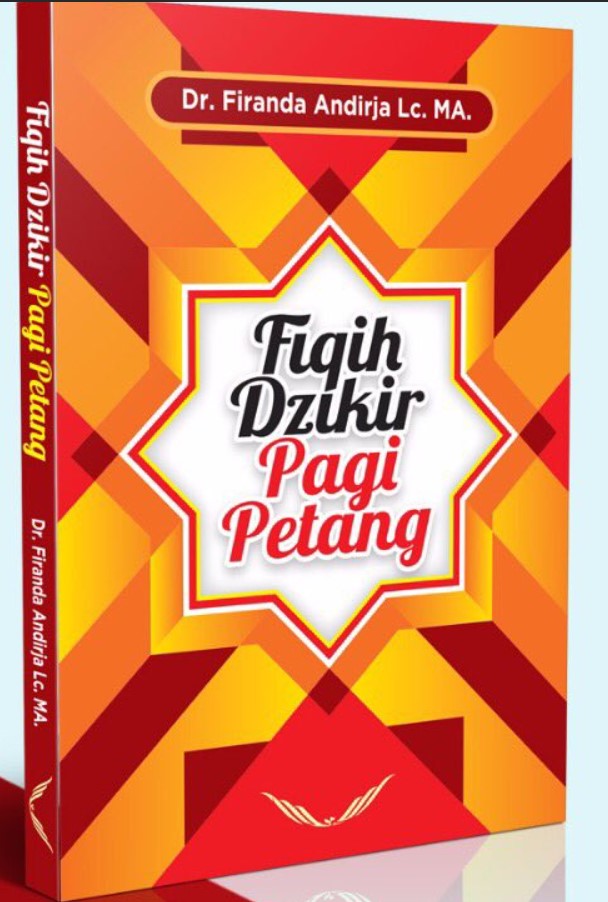 Dr. Firanda Andirja Lc. MA.
Fiqih
Dzikir
Pagi
Petang
Fiqih Dzikir Pagi Petang
Dr. Firanda Andirja Lc. MA.